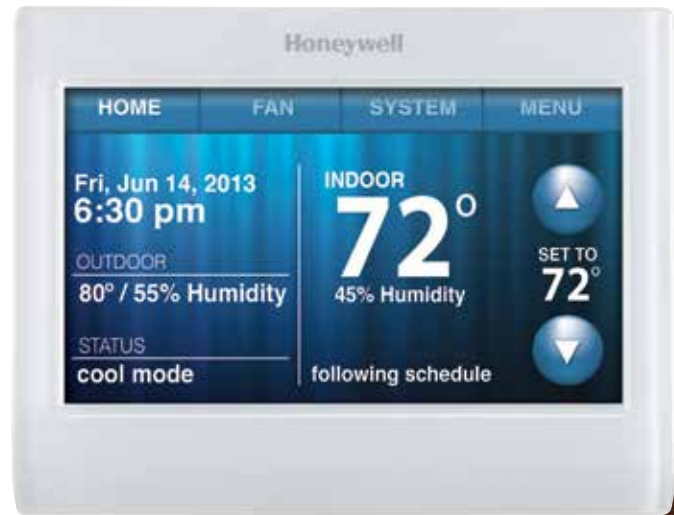 Honeywell
HOME FAN SYSTEM MENU
Fri, Jun 14, 2013
6:30 pm
OUTDOOR
80° / 55% Humidity
STATUS
cool mode
INDOOR
72°
45% Humidity
following schedule
SET TO
72°